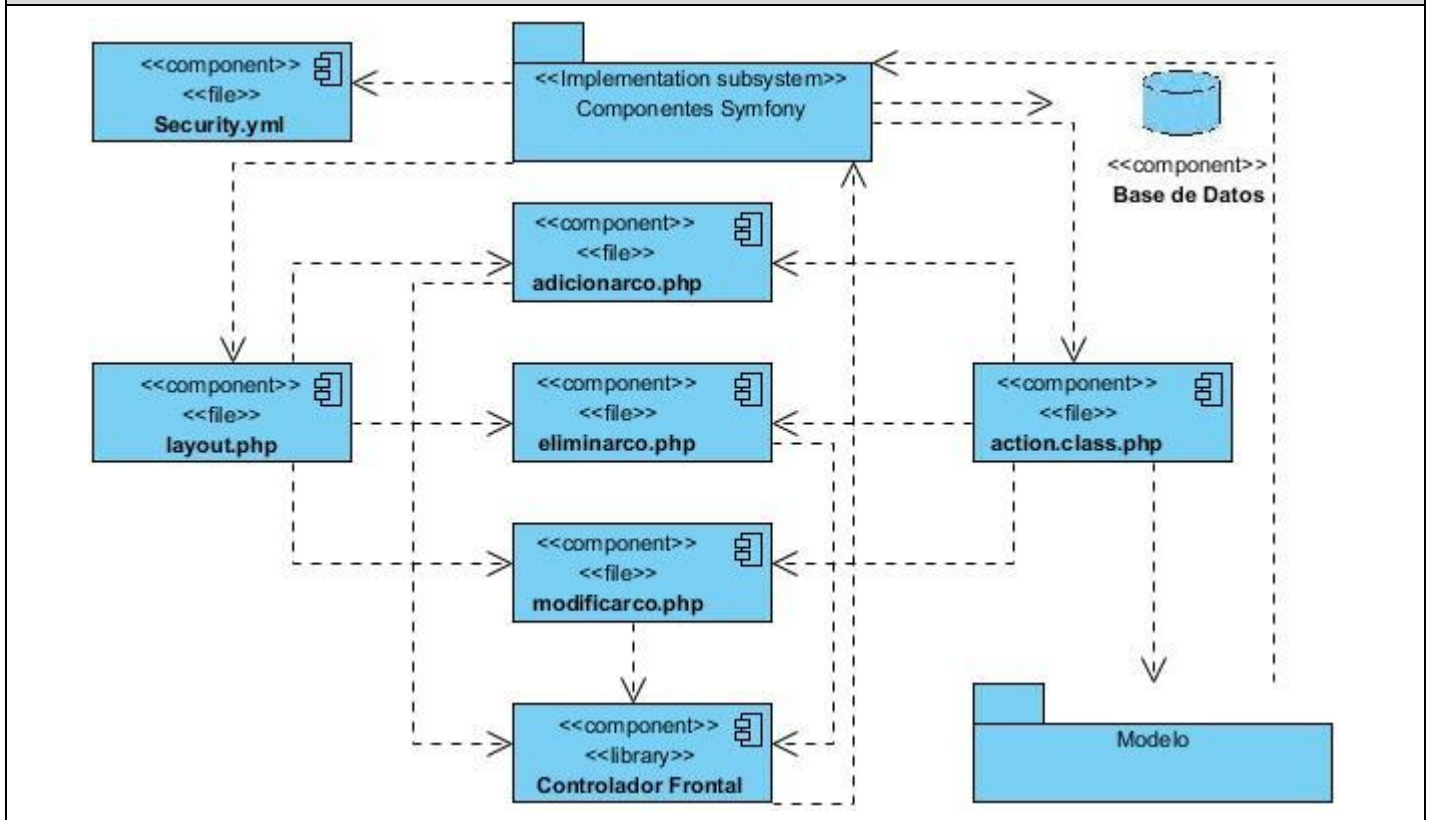 <<component>>
<<file>>
Security.yml
<<Implementation subsystem>>
Componentes Symfony
<<component>>
Base de Datos
<<component>>
<<file>>
adicionarco.php
<<component>>
<<file>>
layout.php
<<component>>
<<file>>
eliminarco.php
<<component>>
<<file>>
action.class.php
<<component>>
<<file>>
modificarco.php
<<component>>
<<library>>
Controlador Frontal
Modelo